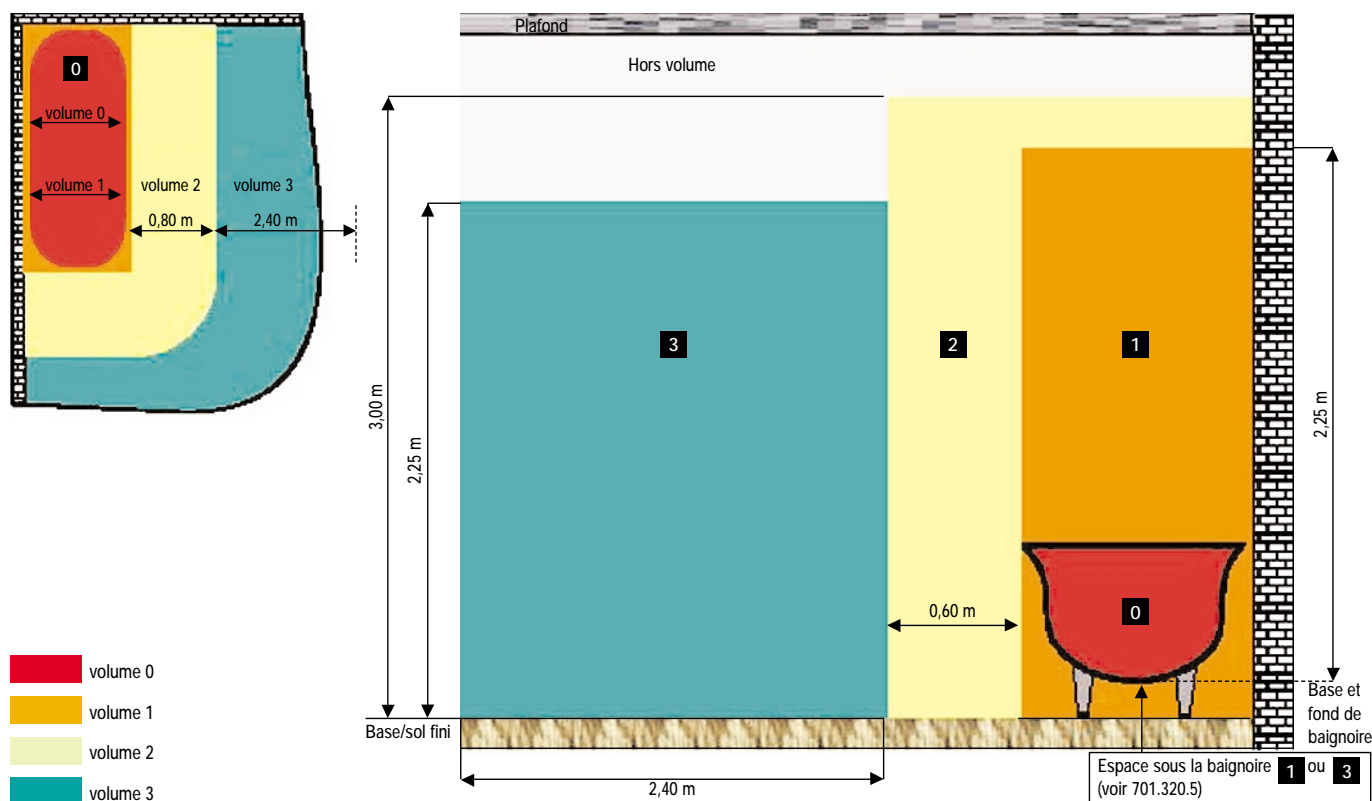 0
volume 0
volume 1
volume 2
volume 3
0,80 m
2,40 m
Plafond
Hors volume
3
2
1
0
3,00 m
2,25 m
2,25 m
0,60 m
Base/sol fini
Base et
fond de
baignoire
2,40 m
Espace sous la baignoire 1 ou 3
(voir 701.320.5)
volume 0
volume 1
volume 2
volume 3